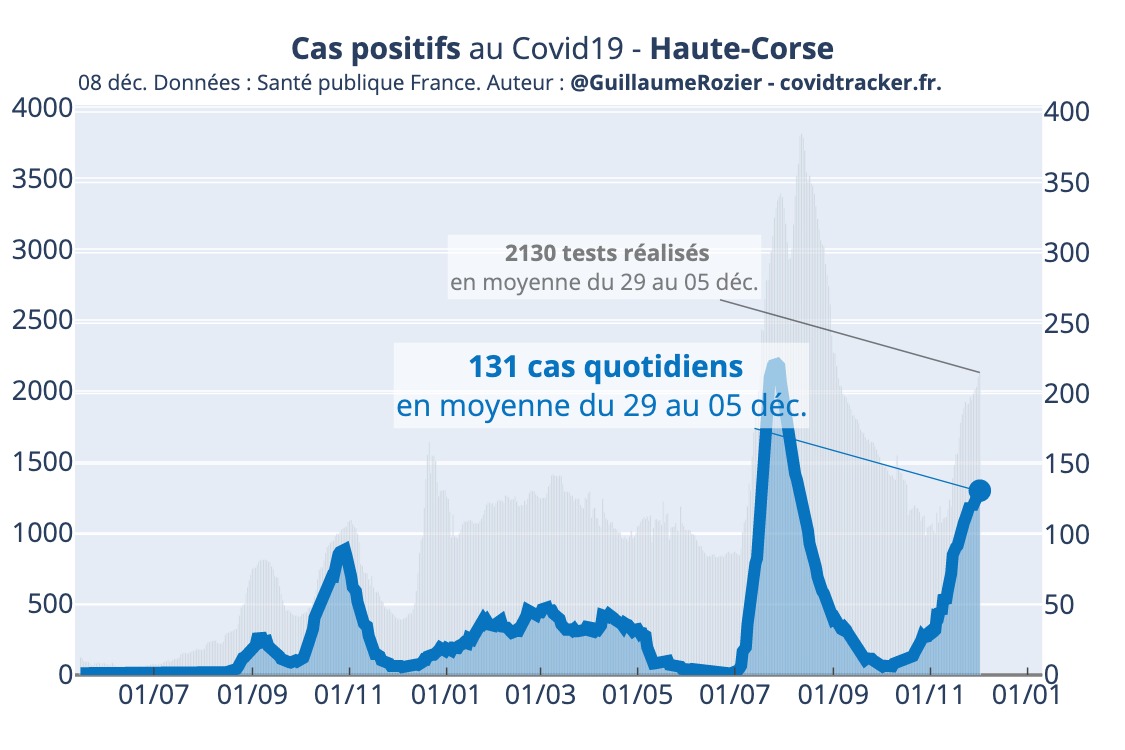 Cas positifs au Covid19 - Haute-Corse
08 déc. Données : Santé publique France. Auteur : @GuillaumeRozier - covidtracker.fr.
4000 400
3500 350
3000 300
2500 250
2000 200
1500 150
1000 100
500 50
0 0
2130 tests réalisés
en moyenne du 29 au 05 déc.
131 cas quotidiens
en moyenne du 29 au 05 déc.
01/07 01/09 01/11 01/01 01/03 01/05 01/07 01/09 01/11 01/01